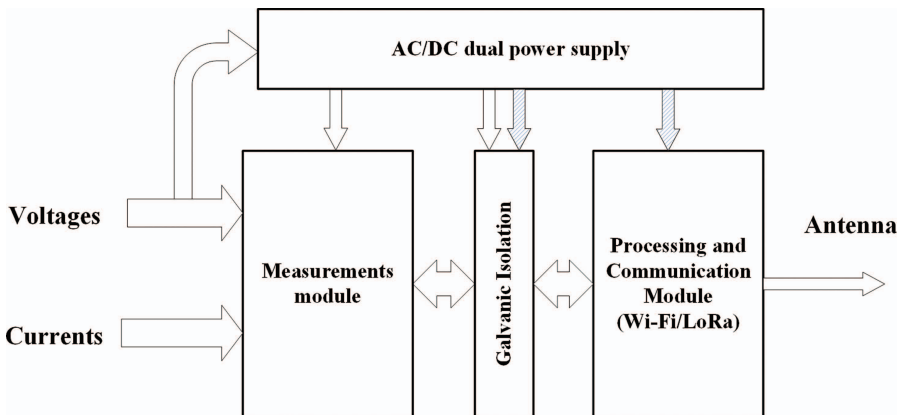 AC/DC dual power supply
Voltages
Currents
Measurements
module
Galvanic Isolation
Processing and
Communication
Module
(Wi-Fi/LoRa)
Antenna